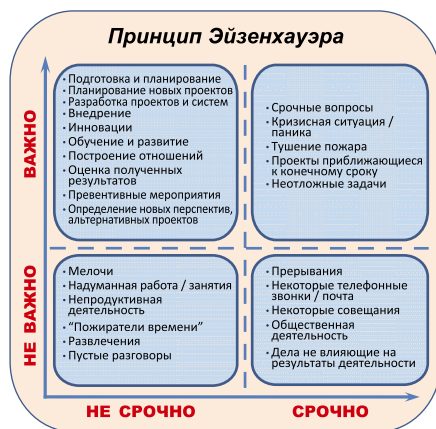 Принцип Эйзенхауэра
ВАЖНО
• Подготовка и планирование
• Планирование новых проектов
• Разработка проектов и систем
• Внедрение
• Инновации
• Обучение и развитие
• Построение отношений
• Оценка полученных
результатов
• Превентивные мероприятия
• Определение новых перспектив,
альтернативных проектов
• Срочные вопросы
• Кризисная ситуация /
паника
• Тушение пожара
• Проекты приближающиеся
к конечному сроку
• Неотложные задачи
НЕ ВАЖНО
• Мелочи
• Надуманная работа / занятия
• Непродуктивная
деятельность
• "Пожиратели времени"
• Развлечения
• Пустые разговоры
• Прерывания
• Некоторые телефонные
звонки / почта
• Некоторые совещания
• Общественная
деятельность
• Дела не влияющие на
результаты деятельности
НЕ СРОЧНО
СРОЧНО